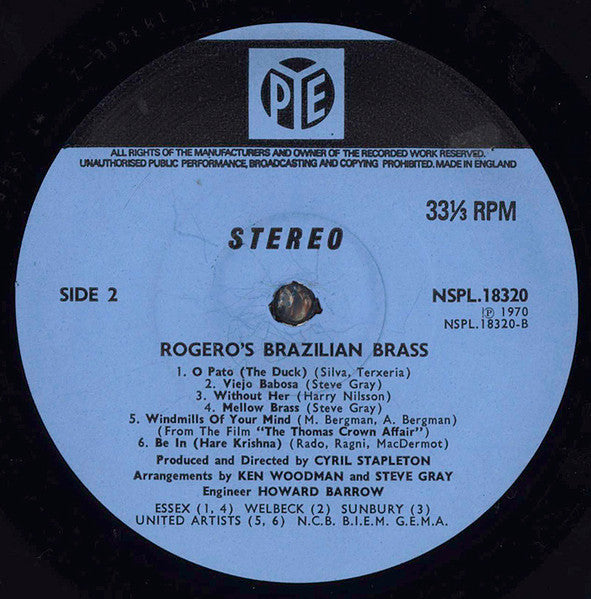 PYE
ALL RIGHTS OF THE MANUFACTURERS AND OWNER OF THE RECORDED WORK RESERVED.
UNAUTHORISED PUBLIC PERFORMANCE, BROADCASTING AND COPYING PROHIBITED. MADE IN ENGLAND
33⅓ RPM
STEREO
SIDE 2
NSPL.18320
Ⓟ 1970
NSPL.18320-B
ROGERO'S BRAZILIAN BRASS
1. O Pato (The Duck) (Silva, Terxeria)
2. Viejo Babosa (Steve Gray)
3. Without Her (Harry Nilsson)
4. Mellow Brass (Steve Gray)
5. Windmills Of Your Mind (M. Bergman, A. Bergman)
(From The Film "The Thomas Crown Affair")
6. Be In (Hare Krishna) (Rado, Ragni, MacDermot)
Produced and Directed by CYRIL STAPLETON
Arrangements by KEN WOODMAN and STEVE GRAY
Engineer HOWARD BARROW
ESSEX (1, 4) WELBECK (2) SUNBURY (3)
UNITED ARTISTS (5, 6) N.C.B. B.I.E.M. G.E.M.A.